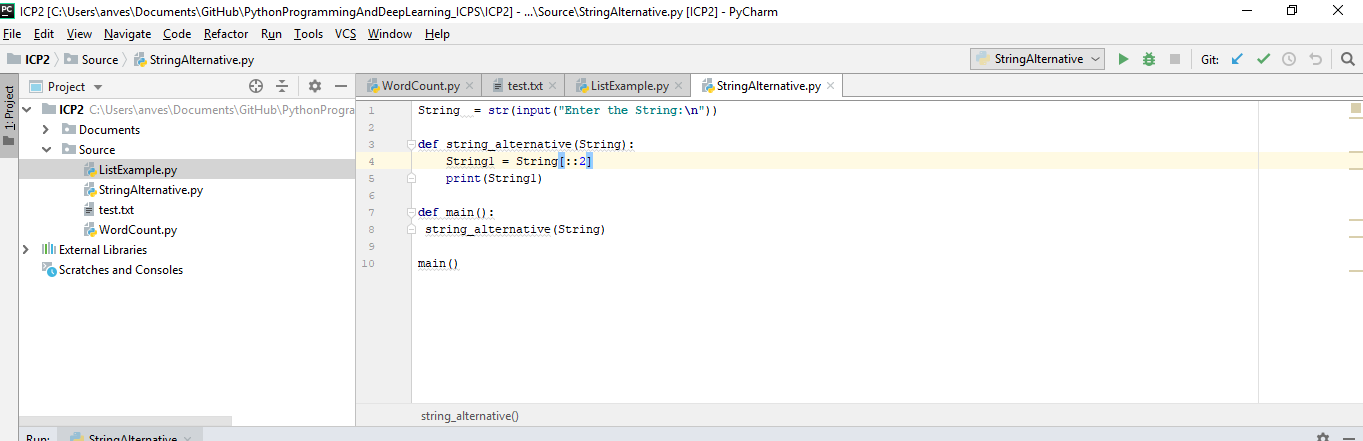 PC ICP2 [C:\Users\anves\Documents\GitHub\PythonProgrammingAndDeepLearning_ICPS\ICP2] - ...\Source\StringAlternative.py [ICP2] - PyCharm
File Edit View Navigate Code Refactor Run Tools VCS Window Help
ICP2 Source StringAlternative.py StringAlternative Git:
1: Project
Project
WordCount.py test.txt ListExample.py StringAlternative.py
ICP2 C:\Users\anves\Documents\GitHub\PythonProgra
Documents
Source
ListExample.py
StringAlternative.py
test.txt
WordCount.py
External Libraries
Scratches and Consoles
1 String  = str(input("Enter the String:\n"))
2
3 def string_alternative(String):
4     String1 = String[::2]
5     print(String1)
6
7 def main():
8  string_alternative(String)
9
10 main()
string_alternative()
Run: StringAlternative